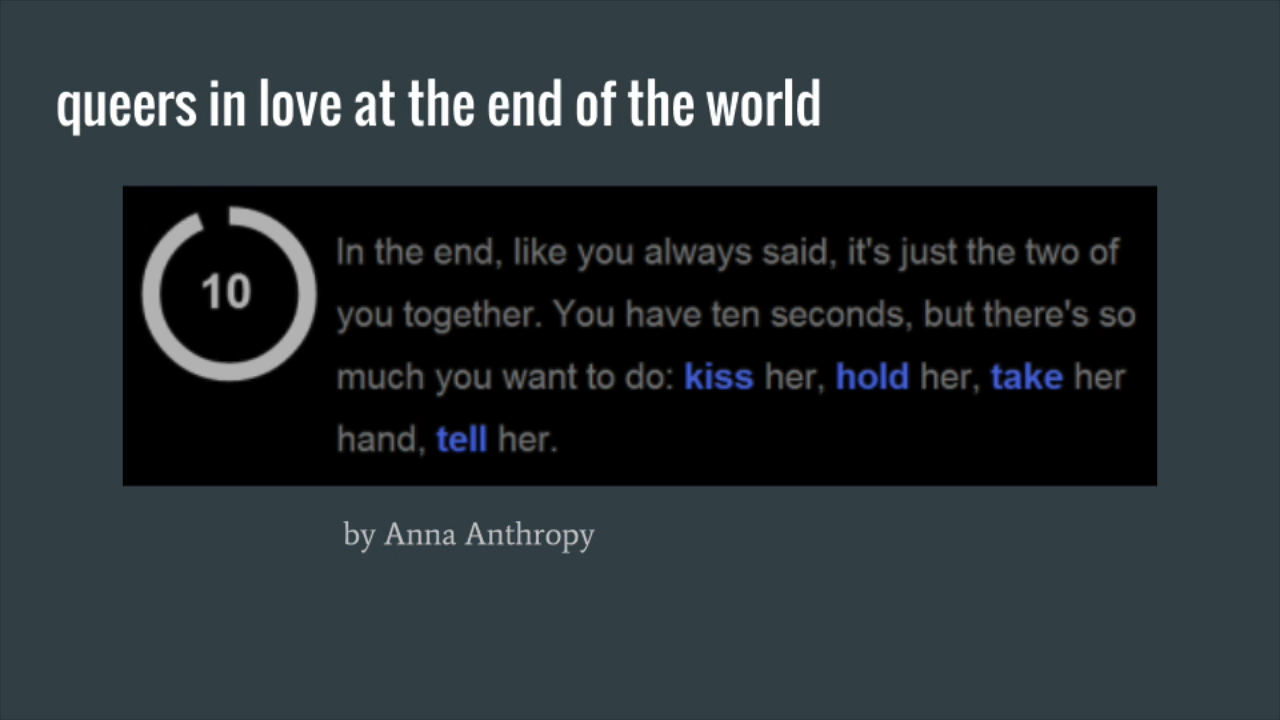 queers in love at the end of the world
10
In the end, like you always said, it's just the two of
you together. You have ten seconds, but there's so
much you want to do: kiss her, hold her, take her
hand, tell her.
by Anna Anthropy